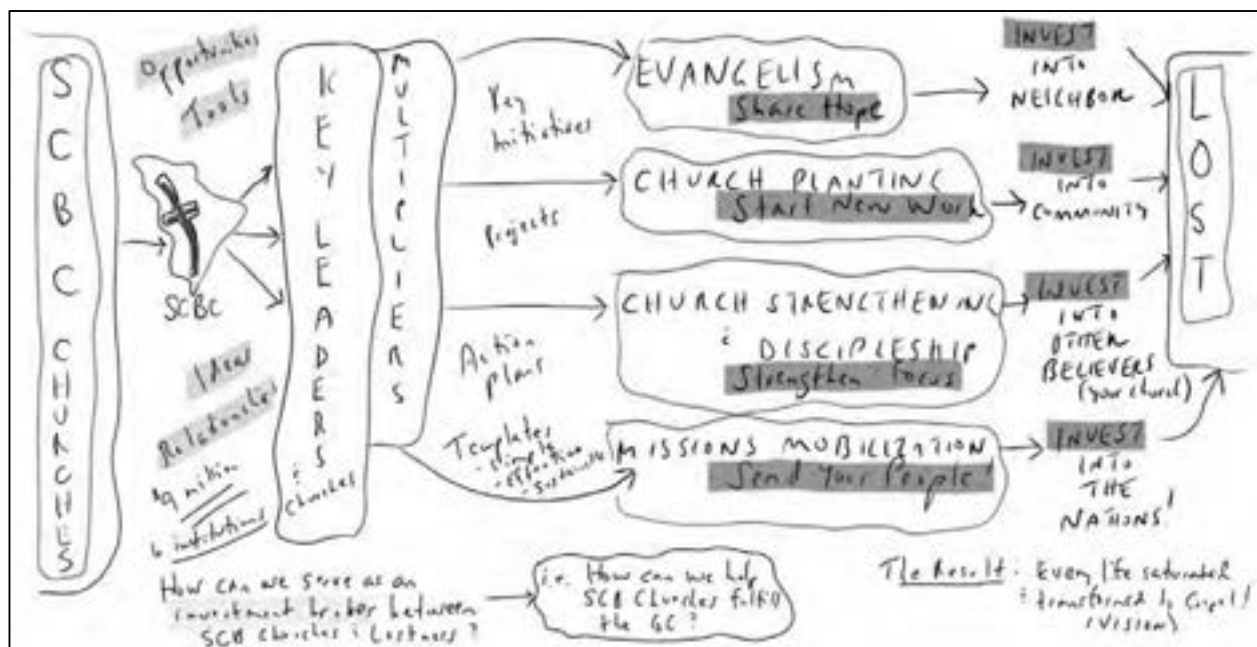 SCBC CHURCHES
Opportunities
Tools
SCBC
Ideas
Relationships
$9 million
institutions
KEY LEADERS
Churches
MULTIPLIERS
Key
Initiatives
Projects
Action
plans
Templates
- simple
- effective
- sustainable
EVANGELISM
Share Hope
CHURCH PLANTING
Start New Work
CHURCH STRENGTHENING
DISCIPLESHIP
Strengthen Focus
MISSIONS MOBILIZATION
Send Your People!
INVEST
INTO
NEIGHBOR
INVEST
INTO
COMMUNITY
INVEST
INTO
OTHER
BELIEVERS
(your church)
INVEST
INTO
THE
NATIONS!
LOST
How can we serve as an
investment broker between
SCB Churches & Lostness?
i.e. How can we help
SCB Churches fulfill
the GC?
The Result: Every life saturated
& transformed by Gospel!
(Vision)